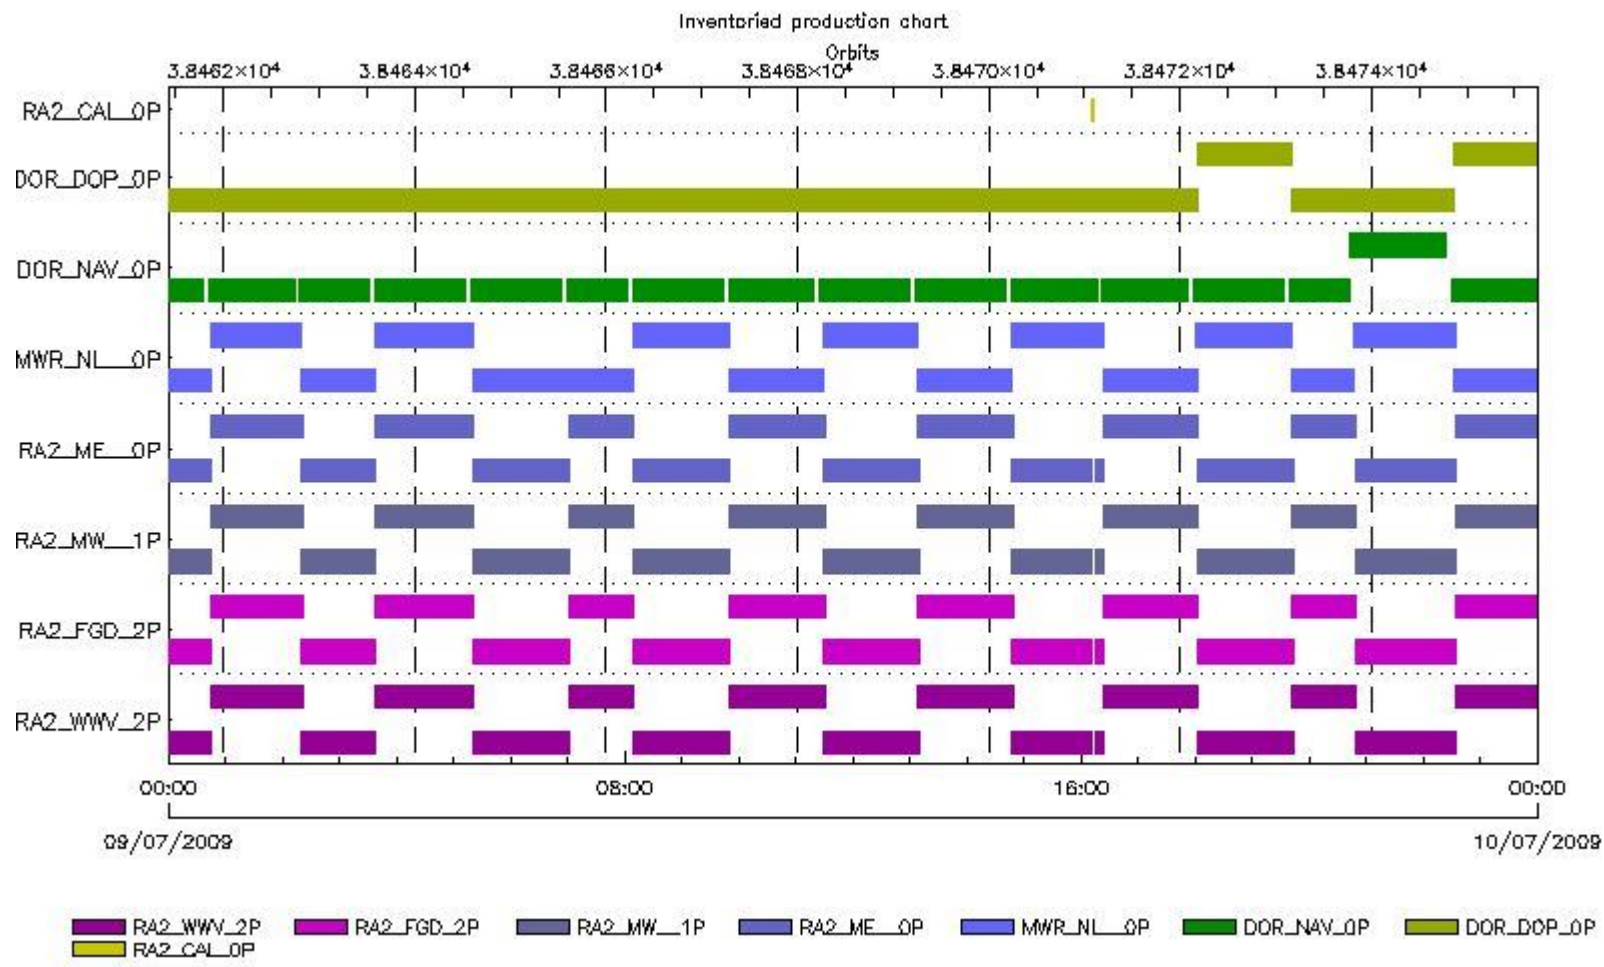 Inventoried production chart
Orbits
3.8462×10⁴ 3.8464×10⁴ 3.8466×10⁴ 3.8468×10⁴ 3.8470×10⁴ 3.8472×10⁴ 3.8474×10⁴
RA2_CAL_0P
DOR_DOP_0P
DOR_NAV_0P
MWR_NL__0P
RA2_ME__0P
RA2_MW__1P
RA2_FGD_2P
RA2_WWV_2P
00:00 08:00 16:00 00:00
09/07/2009 10/07/2009
RA2_WWV_2P RA2_FGD_2P RA2_MW__1P RA2_ME__0P MWR_NL__0P DOR_NAV_0P DOR_DOP_0P
RA2_CAL_0P